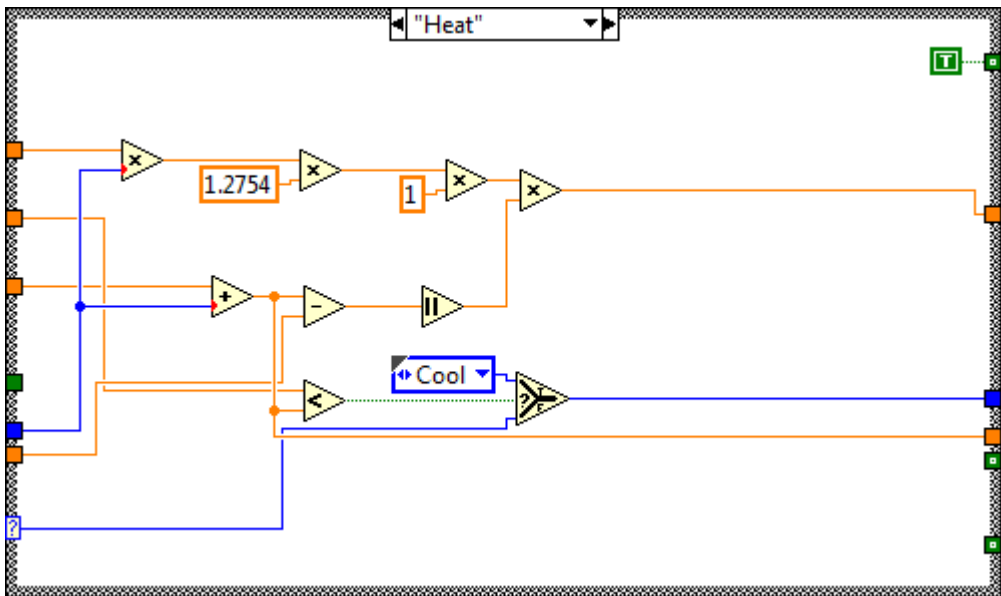 "Heat"
T
×
×
1.2754
×
1
×
+
−
Cool
<
?
T
F
?